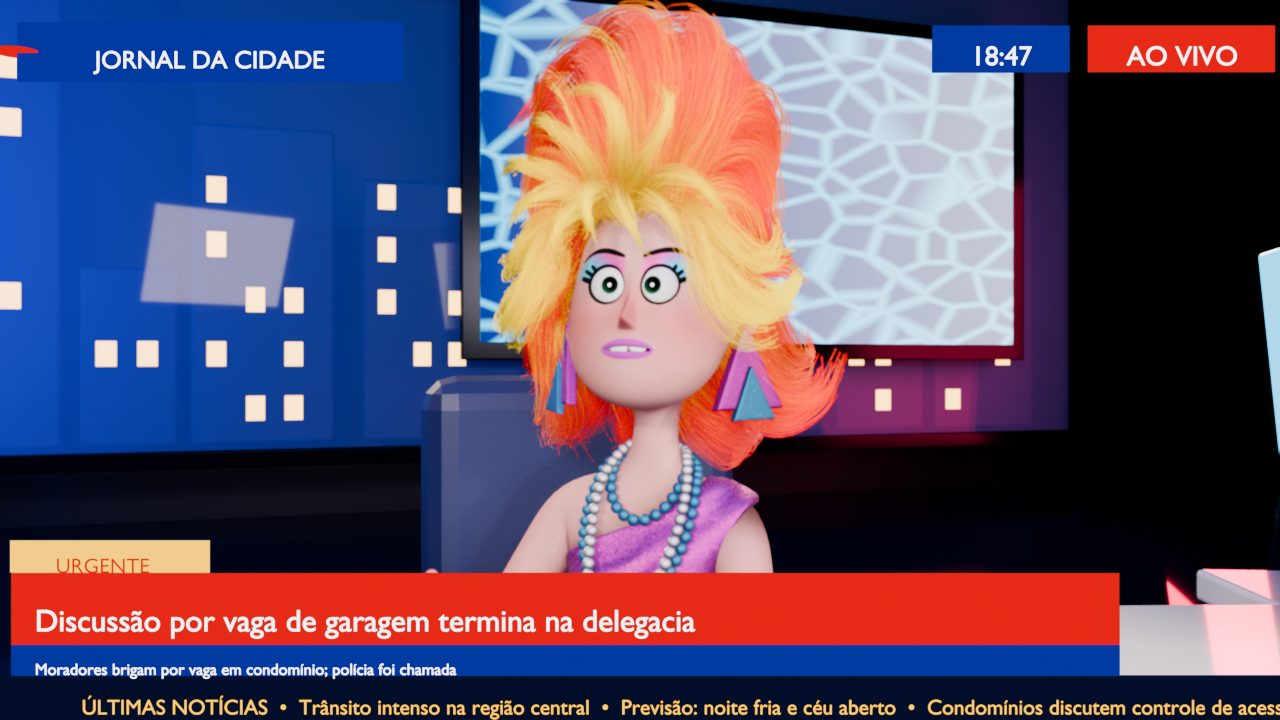 JORNAL DA CIDADE
18:47
AO VIVO
URGENTE
Discussão por vaga de garagem termina na delegacia
Moradores brigam por vaga em condomínio; polícia foi chamada
ÚLTIMAS NOTÍCIAS • Trânsito intenso na região central • Previsão: noite fria e céu aberto • Condomínios discutem controle de acess